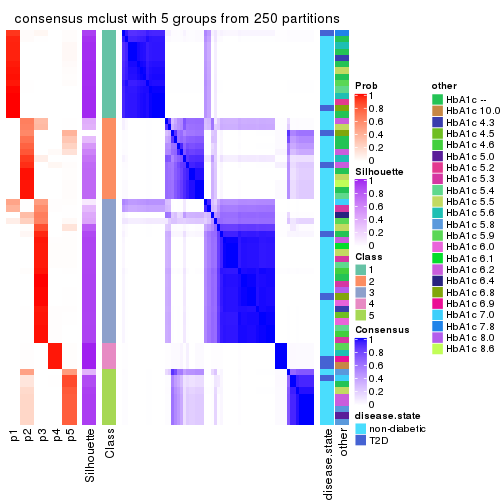 consensus mclust with 5 groups from 250 partitions
Prob
1
0.8
0.6
0.4
0.2
0
Silhouette
1
0.8
0.6
0.4
0.2
0
Class
1
2
3
4
5
Consensus
1
0.8
0.6
0.4
0.2
0
disease.state
non-diabetic
T2D
other
HbA1c --
HbA1c 10.0
HbA1c 4.3
HbA1c 4.5
HbA1c 4.6
HbA1c 5.0
HbA1c 5.2
HbA1c 5.3
HbA1c 5.4
HbA1c 5.5
HbA1c 5.6
HbA1c 5.8
HbA1c 5.9
HbA1c 6.0
HbA1c 6.1
HbA1c 6.2
HbA1c 6.4
HbA1c 6.8
HbA1c 6.9
HbA1c 7.0
HbA1c 7.8
HbA1c 8.0
HbA1c 8.6
p1
p2
p3
p4
p5
Silhouette
Class
disease.state
other